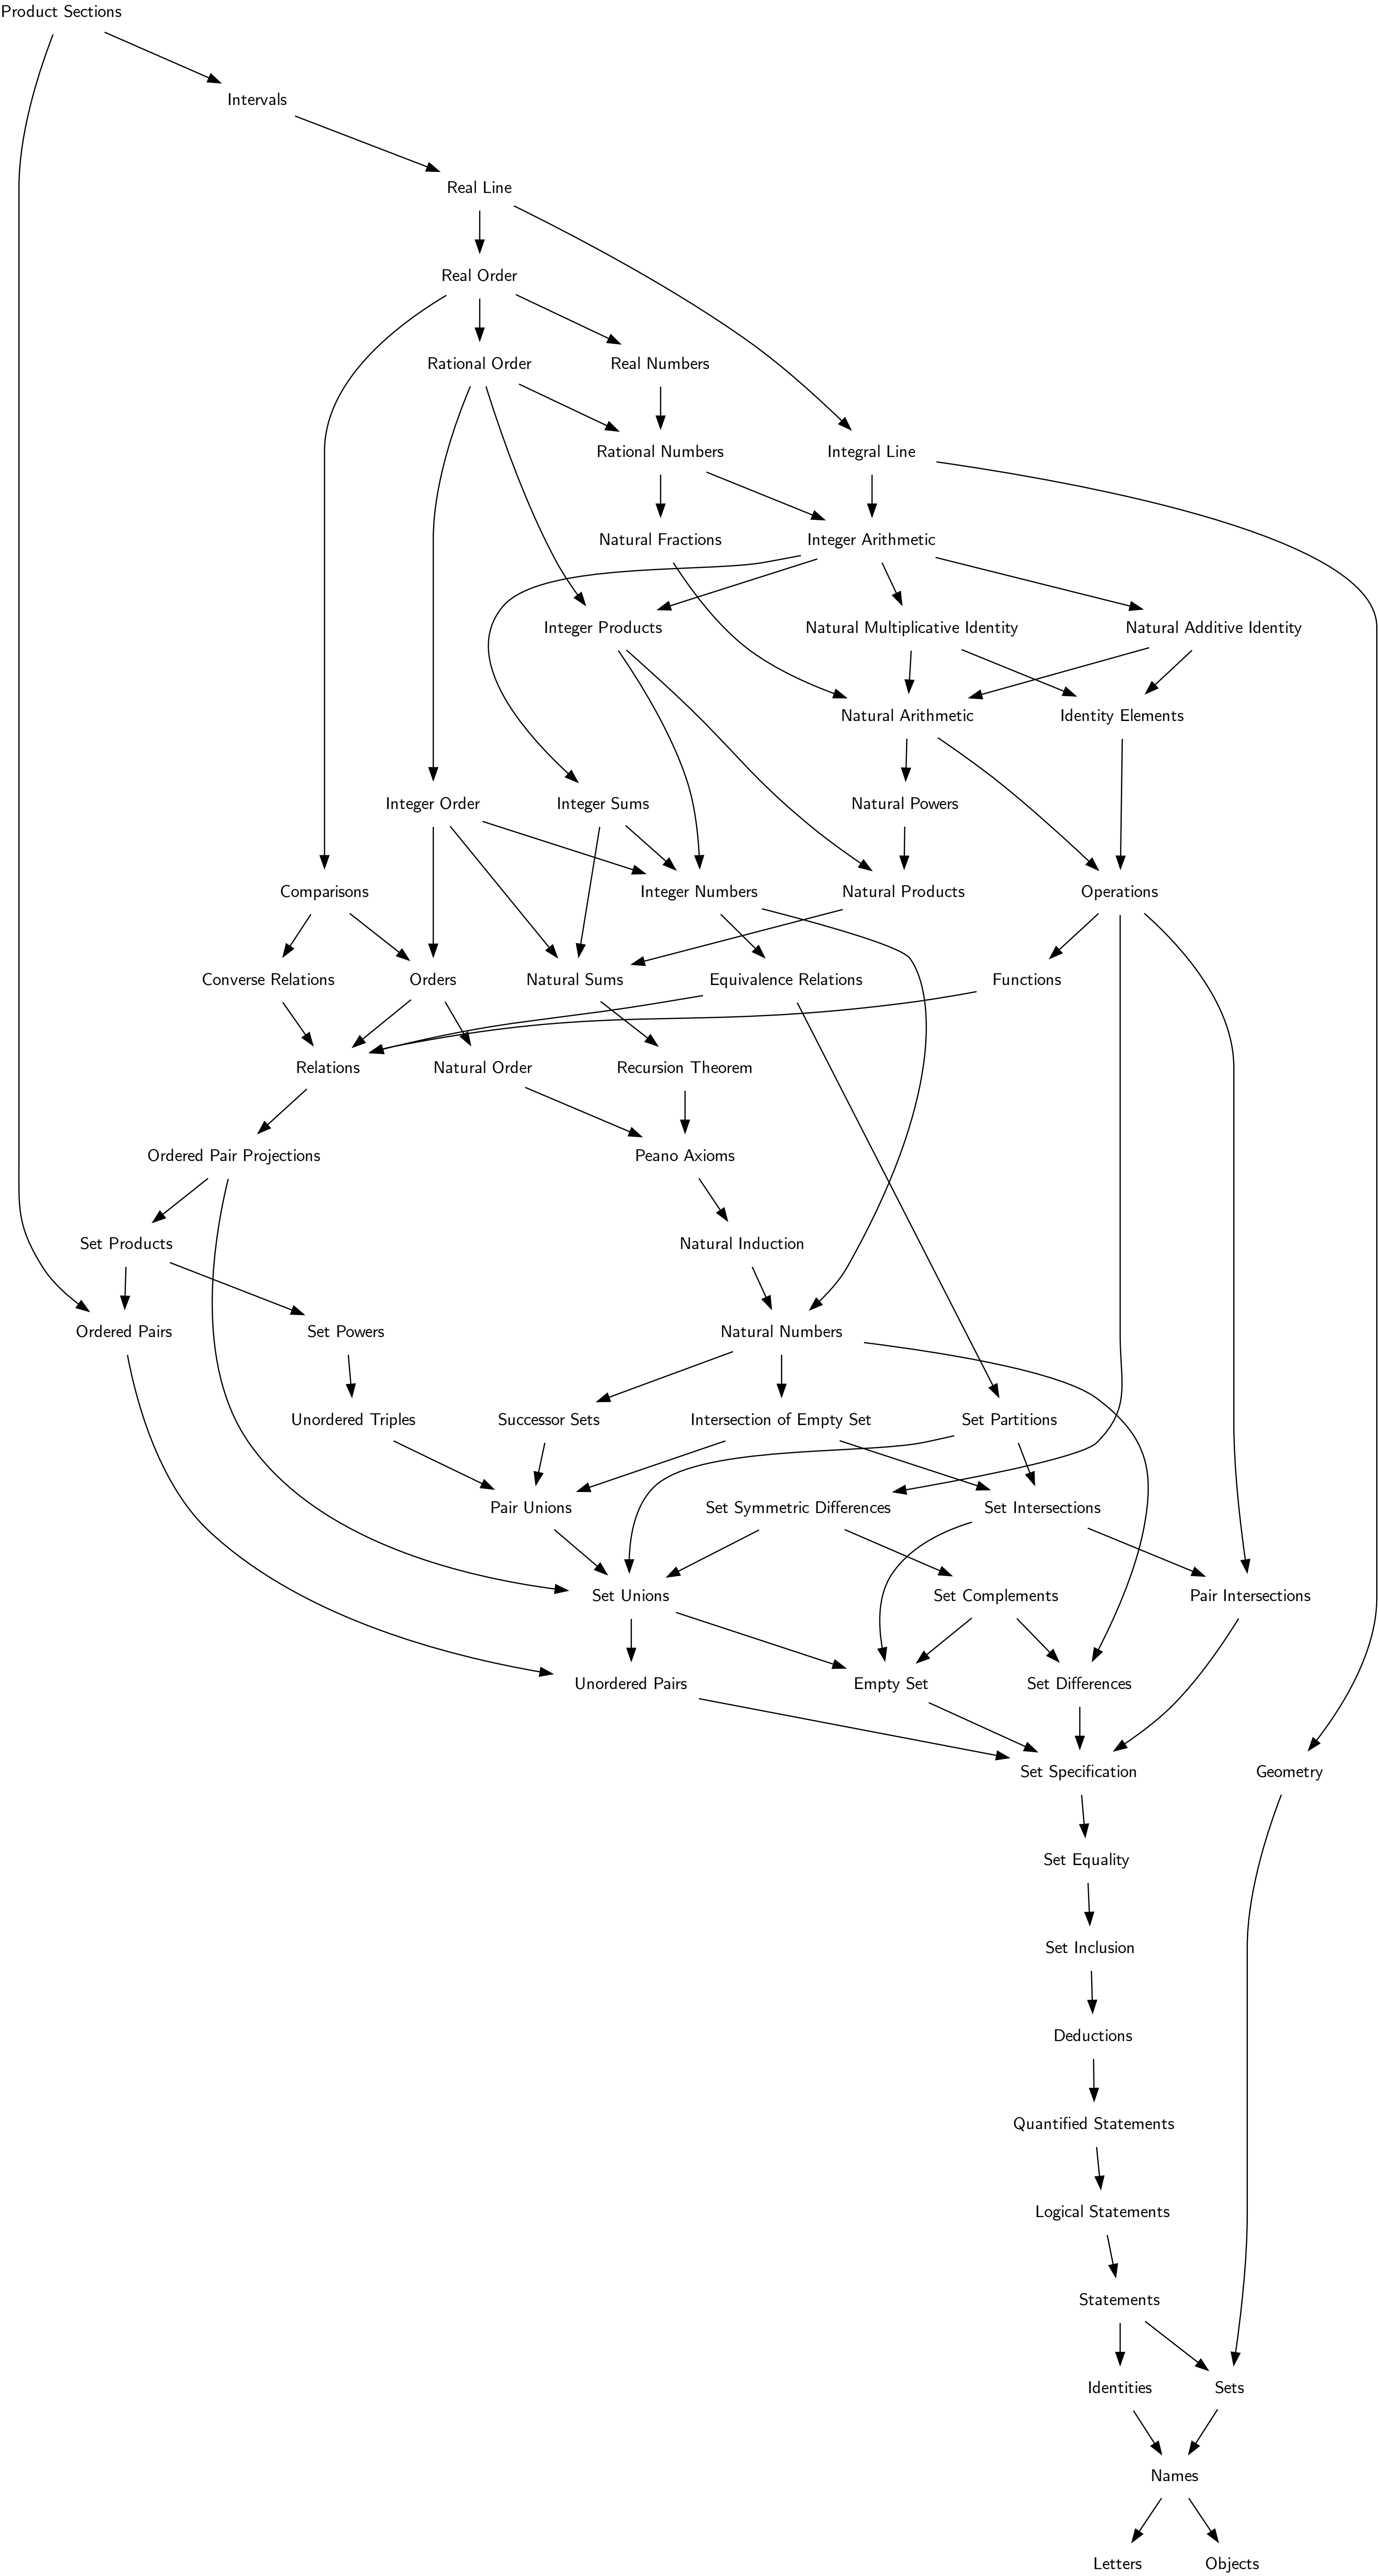 Product Sections
Intervals
Real Line
Real Order
Rational Order
Real Numbers
Rational Numbers
Integral Line
Natural Fractions
Integer Arithmetic
Integer Products
Natural Multiplicative Identity
Natural Additive Identity
Natural Arithmetic
Identity Elements
Integer Order
Integer Sums
Natural Powers
Comparisons
Integer Numbers
Natural Products
Operations
Converse Relations
Orders
Natural Sums
Equivalence Relations
Functions
Relations
Natural Order
Recursion Theorem
Ordered Pair Projections
Peano Axioms
Set Products
Natural Induction
Ordered Pairs
Set Powers
Natural Numbers
Unordered Triples
Successor Sets
Intersection of Empty Set
Set Partitions
Pair Unions
Set Symmetric Differences
Set Intersections
Set Unions
Set Complements
Pair Intersections
Unordered Pairs
Empty Set
Set Differences
Set Specification
Geometry
Set Equality
Set Inclusion
Deductions
Quantified Statements
Logical Statements
Statements
Identities
Sets
Names
Letters
Objects